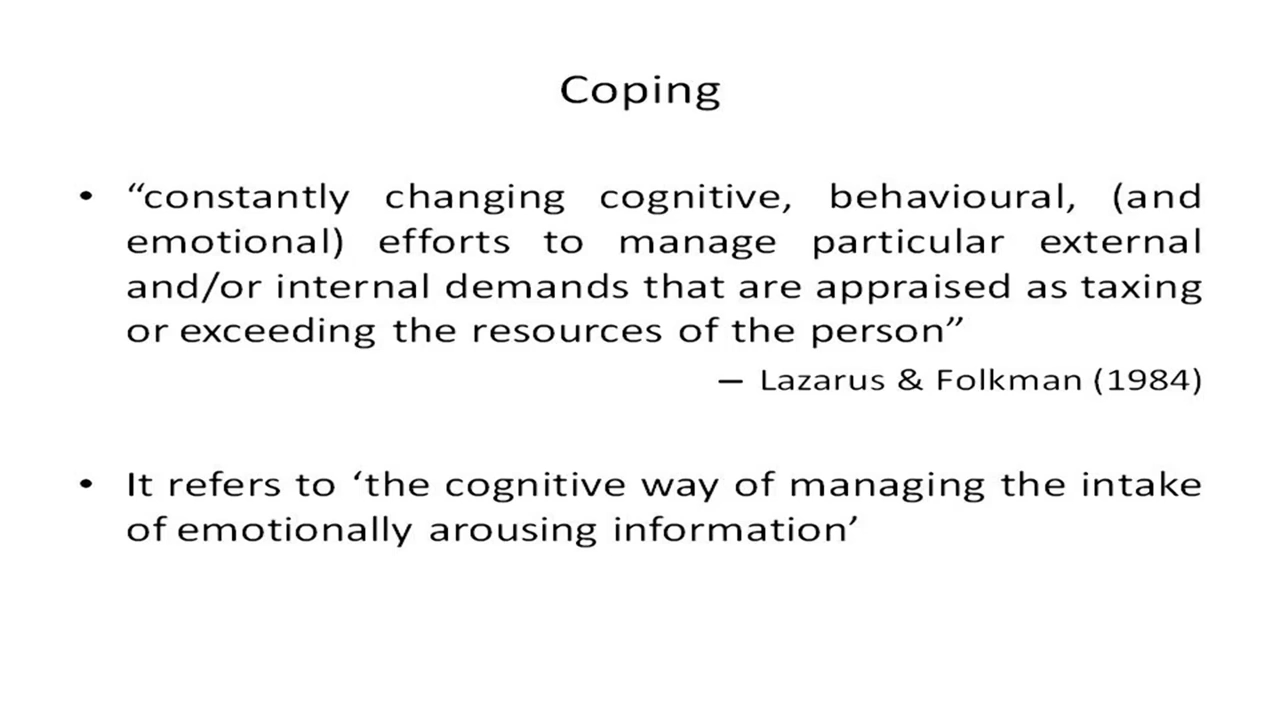 Coping
• “constantly changing cognitive, behavioural, (and
emotional) efforts to manage particular external
and/or internal demands that are appraised as taxing
or exceeding the resources of the person”
— Lazarus & Folkman (1984)
• It refers to ‘the cognitive way of managing the intake
of emotionally arousing information’